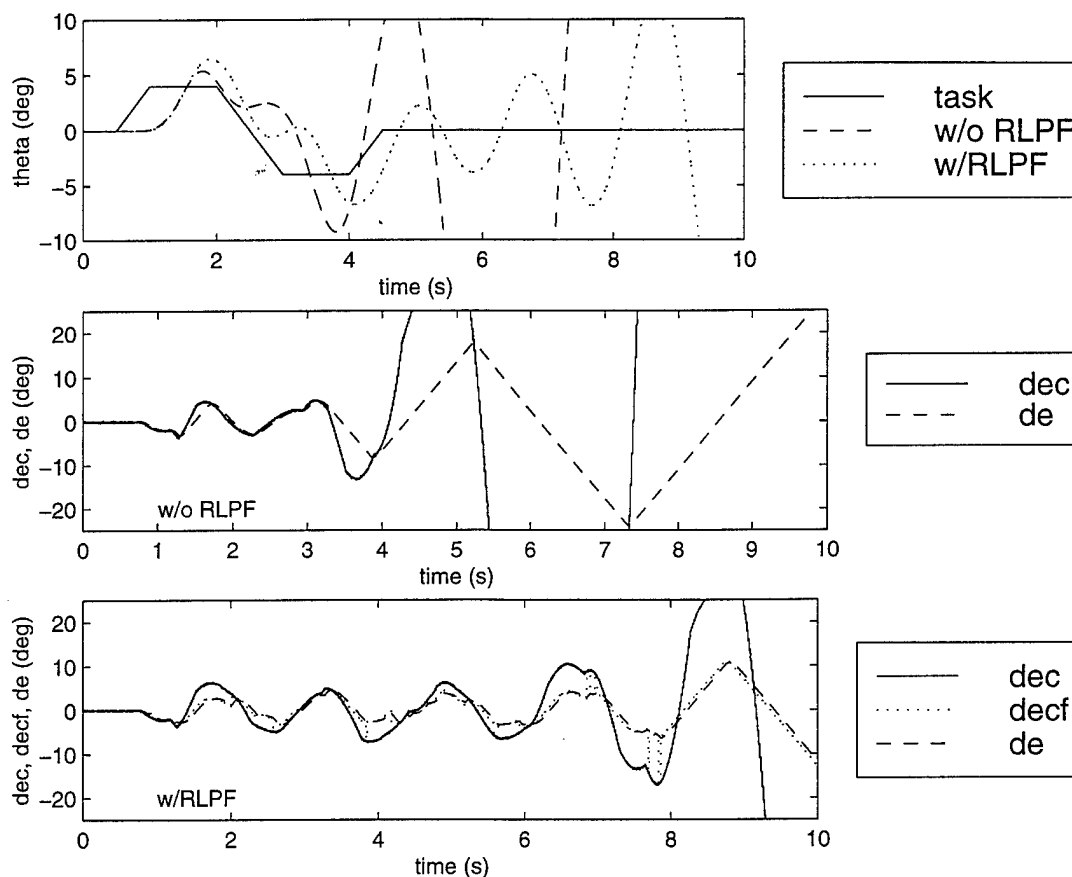 10
5
0
−5
−10
theta (deg)
0 2 4 6 8 10
time (s)
task
w/o RLPF
w/RLPF
20
10
0
−10
−20
dec, de (deg)
w/o RLPF
0 1 2 3 4 5 6 7 8 9 10
time (s)
dec
de
20
10
0
−10
−20
dec, decf, de (deg)
w/RLPF
0 2 4 6 8 10
time (s)
dec
decf
de